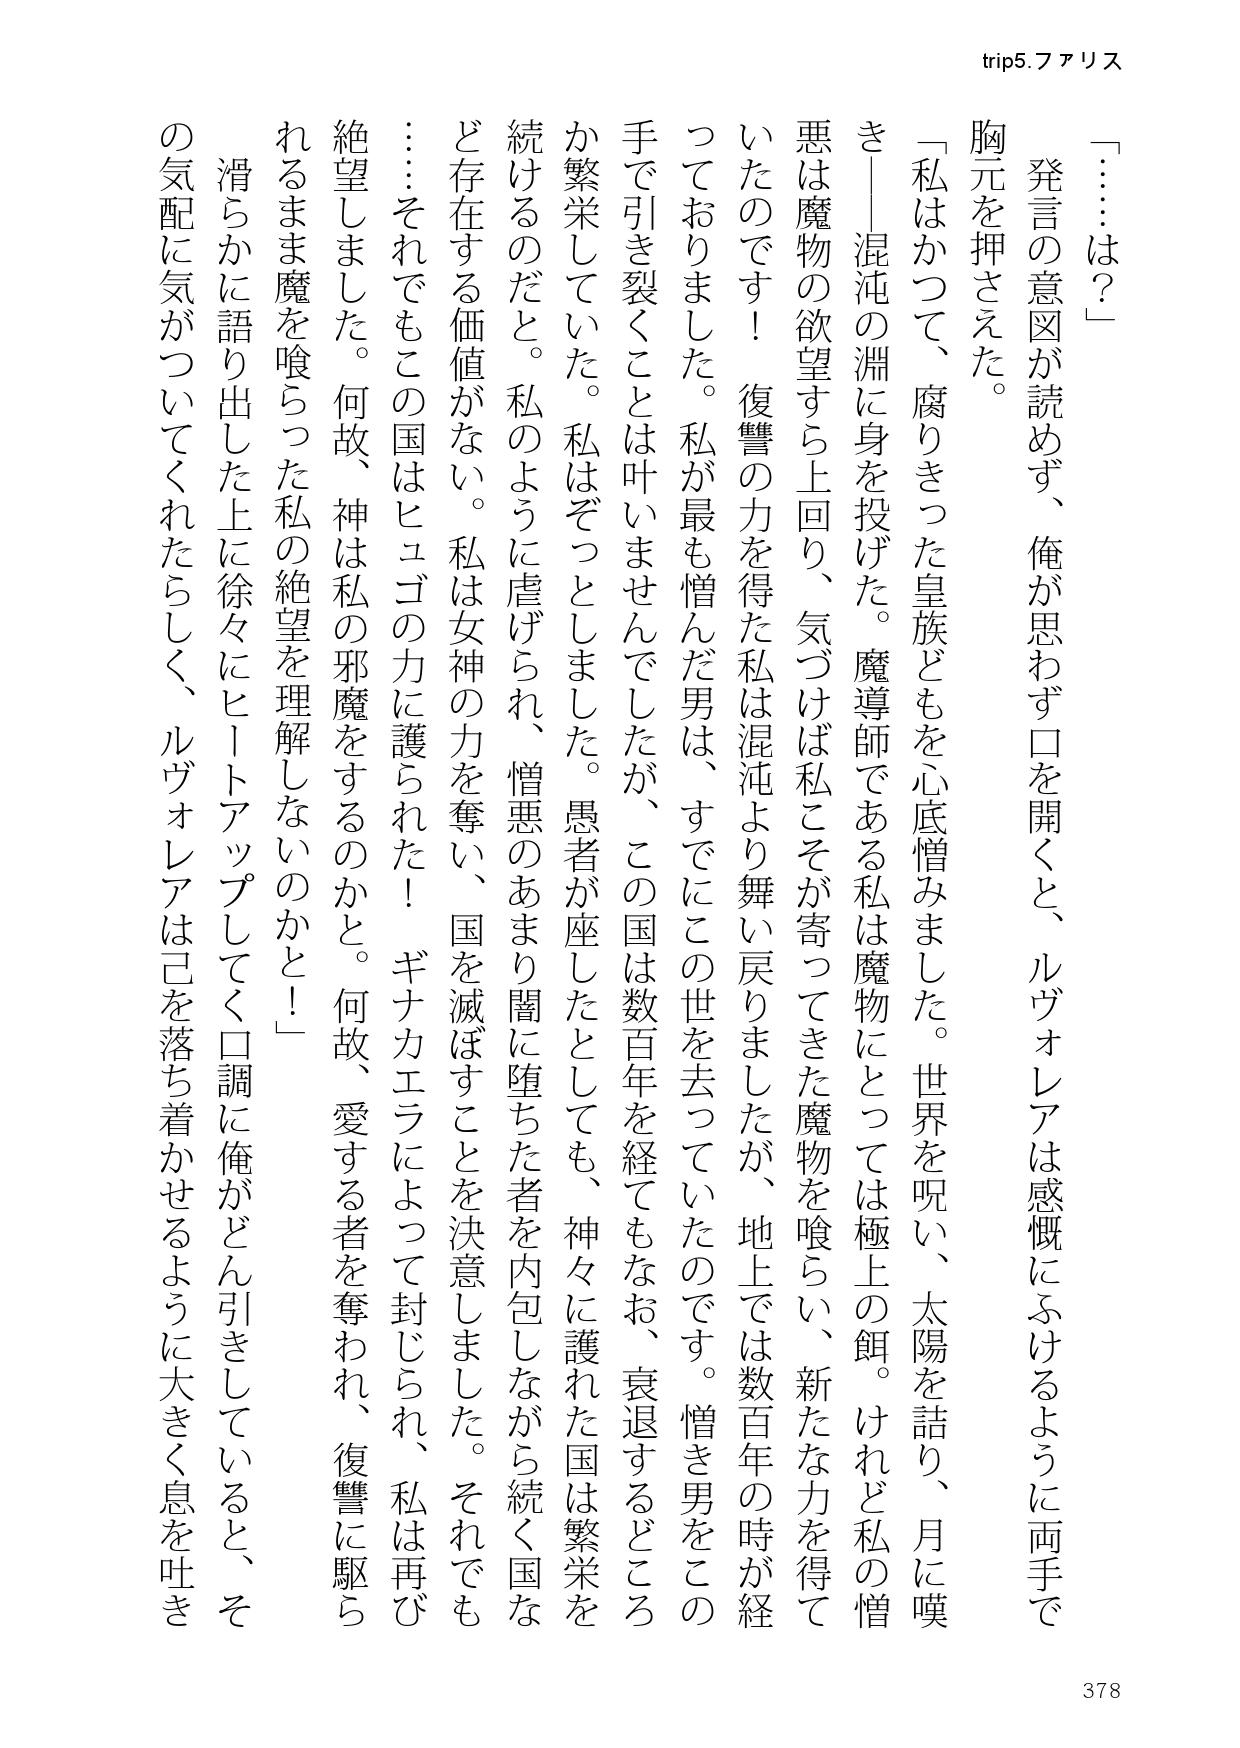 trip5.ファリス
「……は？」
　発言の意図が読めず、俺が思わず口を開くと、ルヴォレアは感慨にふけるように両手で
胸元を押さえた。
「私はかつて、腐りきった皇族どもを心底憎みました。世界を呪い、太陽を詰り、月に嘆
き――混沌の淵に身を投げた。魔導師である私は魔物にとっては極上の餌。けれど私の憎
悪は魔物の欲望すら上回り、気づけば私こそが寄ってきた魔物を喰らい、新たな力を得て
いたのです！　復讐の力を得た私は混沌より舞い戻りましたが、地上では数百年の時が経
っておりました。私が最も憎んだ男は、すでにこの世を去っていたのです。憎き男をこの
手で引き裂くことは叶いませんでしたが、この国は数百年を経てもなお、衰退するどころ
か繁栄していた。私はぞっとしました。愚者が座したとしても、神々に護れた国は繁栄を
続けるのだと。私のように虐げられ、憎悪のあまり闇に堕ちた者を内包しながら続く国な
ど存在する価値がない。私は女神の力を奪い、国を滅ぼすことを決意しました。それでも
……それでもこの国はヒュゴの力に護られた！　ギナカエラによって封じられ、私は再び
絶望しました。何故、神は私の邪魔をするのかと。何故、愛する者を奪われ、復讐に駆ら
れるまま魔を喰らった私の絶望を理解しないのかと！」
　滑らかに語り出した上に徐々にヒートアップしてく口調に俺がどん引きしていると、そ
の気配に気がついてくれたらしく、ルヴォレアは己を落ち着かせるように大きく息を吐き
378